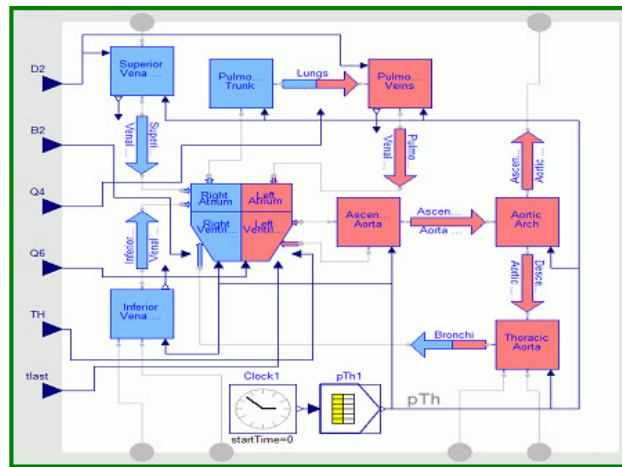 D2
B2
Q4
Q6
TH
tlast
Superior
Vena ...
Pulmo...
Trunk
Lungs
Pulmo...
Veins
Superi...
Venal ...
Pulmo...
Venal ...
Ascen...
Aortic ...
Right
Atrium
Left
Atrium
Right
Ventri...
Left
Ventri...
Ascen...
Aorta
Ascen...
Aorta ...
Aortic
Arch
Inferior...
Venal ...
Desce...
Aortic ...
Inferior
Vena ...
Bronchi
Thoracic
Aorta
Clock1
startTime=0
pTh1
pTh